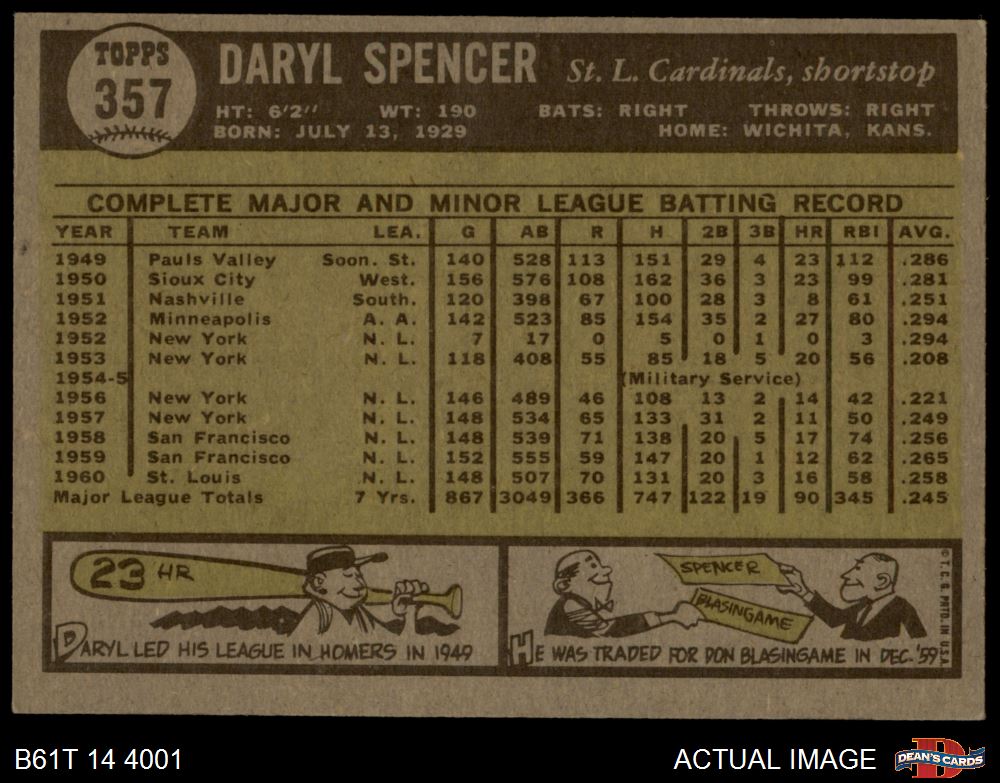 TOPPS
357
DARYL SPENCER St. L. Cardinals, shortstop
HT: 6'2" WT: 190 BATS: RIGHT THROWS: RIGHT
BORN: JULY 13, 1929 HOME: WICHITA, KANS.
COMPLETE MAJOR AND MINOR LEAGUE BATTING RECORD
YEAR TEAM LEA. G AB R H 2B 3B HR RBI AVG.
1949 Pauls Valley Soon. St. 140 528 113 151 29 4 23 112 .286
1950 Sioux City West. 156 576 108 162 36 3 23 99 .281
1951 Nashville South. 120 398 67 100 28 3 8 61 .251
1952 Minneapolis A. A. 142 523 85 154 35 2 27 80 .294
1952 New York N. L. 7 17 0 5 0 1 0 3 .294
1953 New York N. L. 118 408 55 85 18 5 20 56 .208
1954-5 (Military Service)
1956 New York N. L. 146 489 46 108 13 2 14 42 .221
1957 New York N. L. 148 534 65 133 31 2 11 50 .249
1958 San Francisco N. L. 148 539 71 138 20 5 17 74 .256
1959 San Francisco N. L. 152 555 59 147 20 1 12 62 .265
1960 St. Louis N. L. 148 507 70 131 20 3 16 58 .258
Major League Totals 7 Yrs. 867 3049 366 747 122 19 90 345 .245
23 HR
DARYL LED HIS LEAGUE IN HOMERS IN 1949
SPENCER
BLASINGAME
HE WAS TRADED FOR DON BLASINGAME IN DEC. '59
© T. C. G. PRTD. IN U.S.A.
B61T 14 4001
ACTUAL IMAGE
D
DEAN'S CARDS